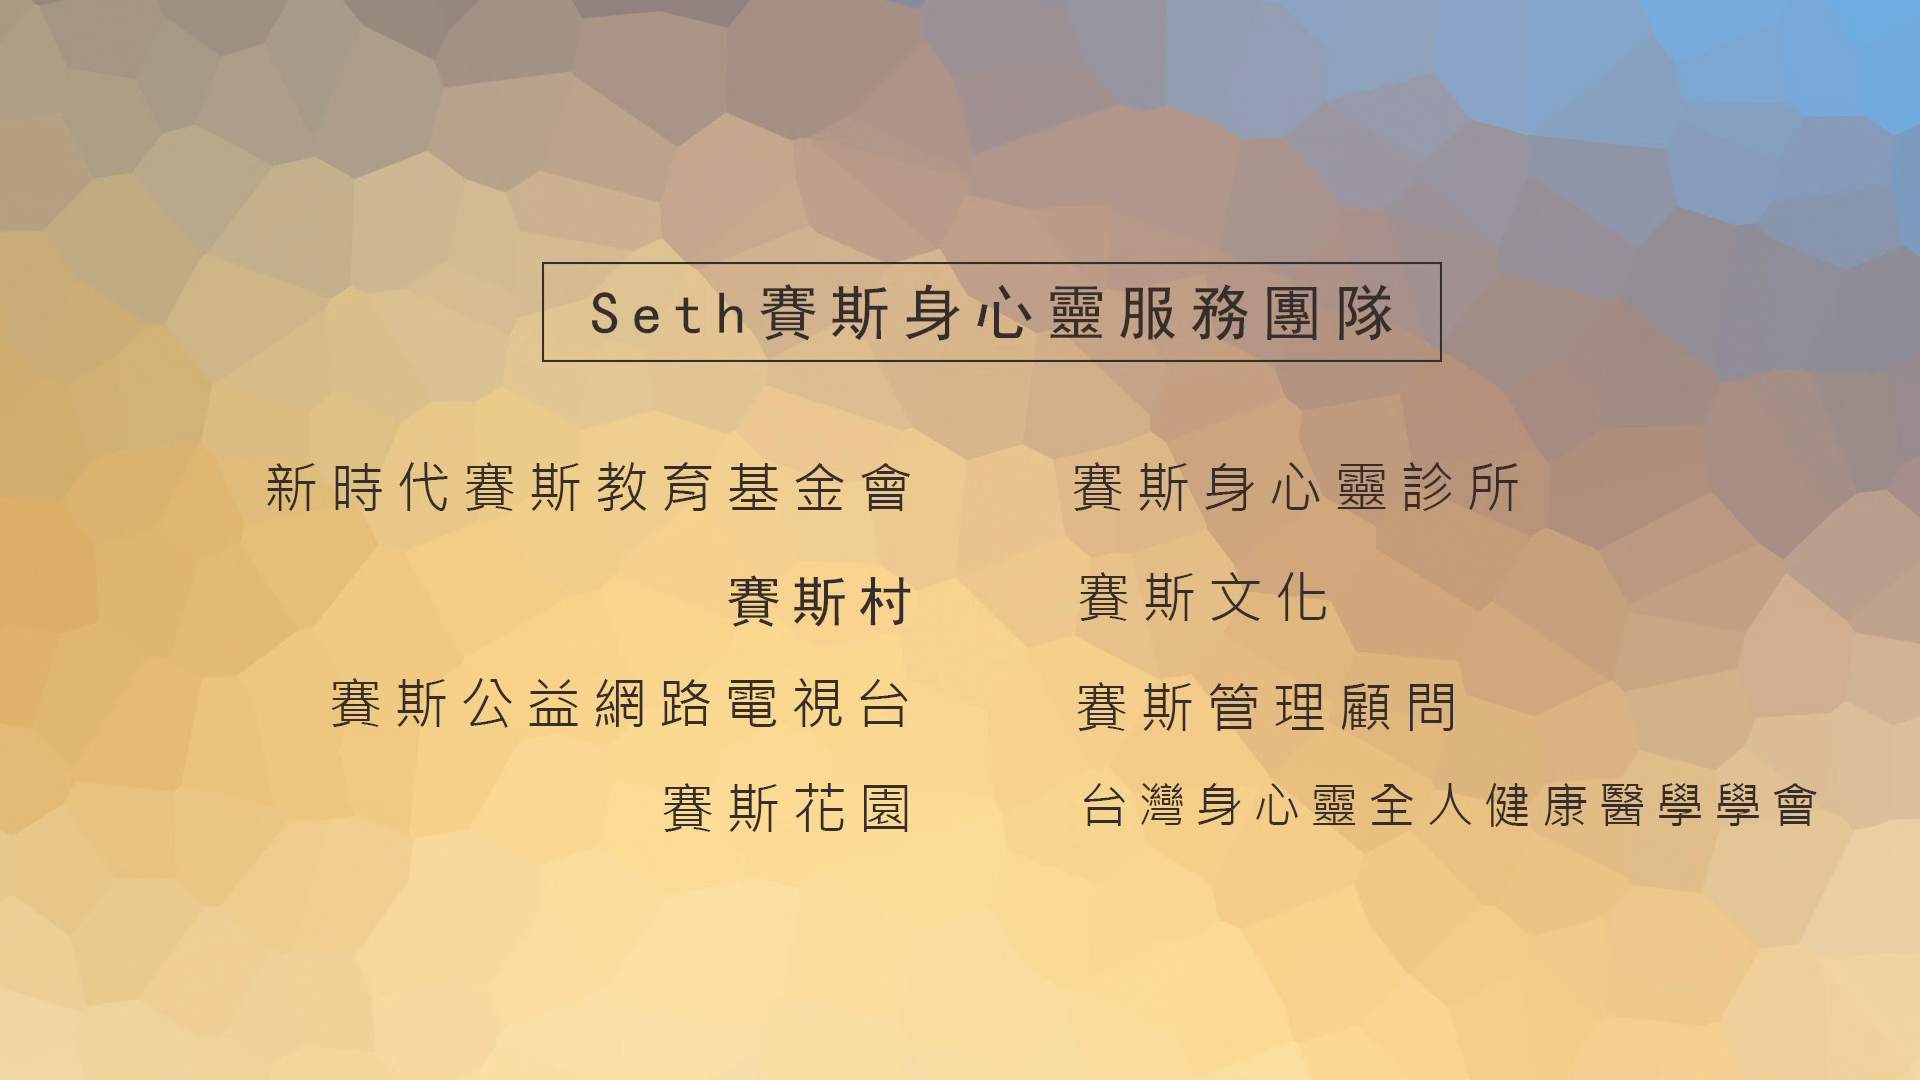 Seth賽斯身心靈服務團隊
新時代賽斯教育基金會
賽斯村
賽斯公益網路電視台
賽斯花園
賽斯身心靈診所
賽斯文化
賽斯管理顧問
台灣身心靈全人健康醫學學會